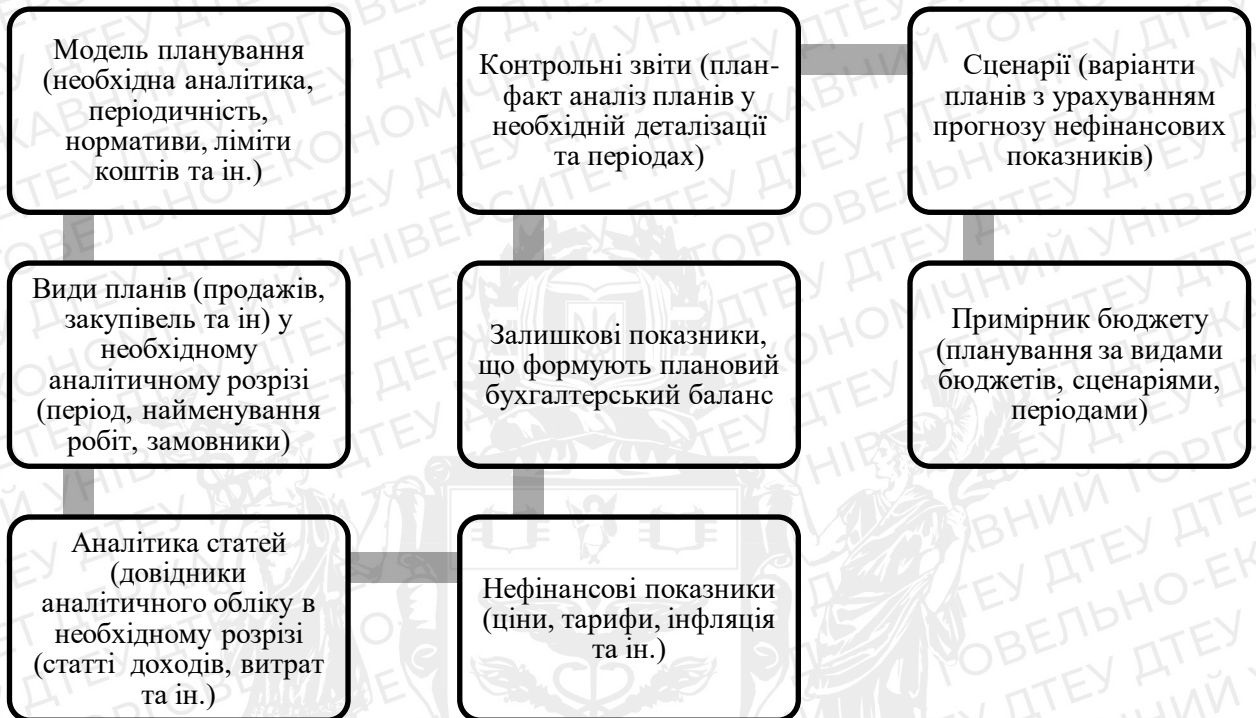 Модель планування
(необхідна аналітика,
періодичність,
нормативи, ліміти
коштів та ін.)
Види планів (продажів,
закупівель та ін) у
необхідному
аналітичному розрізі
(період, найменування
робіт, замовники)
Аналітика статей
(довідники
аналітичного обліку в
необхідному розрізі
(статті доходів, витрат
та ін.)
Нефінансові показники
(ціни, тарифи, інфляція
та ін.)
Залишкові показники,
що формують плановий
бухгалтерський баланс
Контрольні звіти (план-
факт аналіз планів у
необхідній деталізації
та періодах)
Сценарії (варіанти
планів з урахуванням
прогнозу нефінансових
показників)
Примірник бюджету
(планування за видами
бюджетів, сценаріями,
періодами)